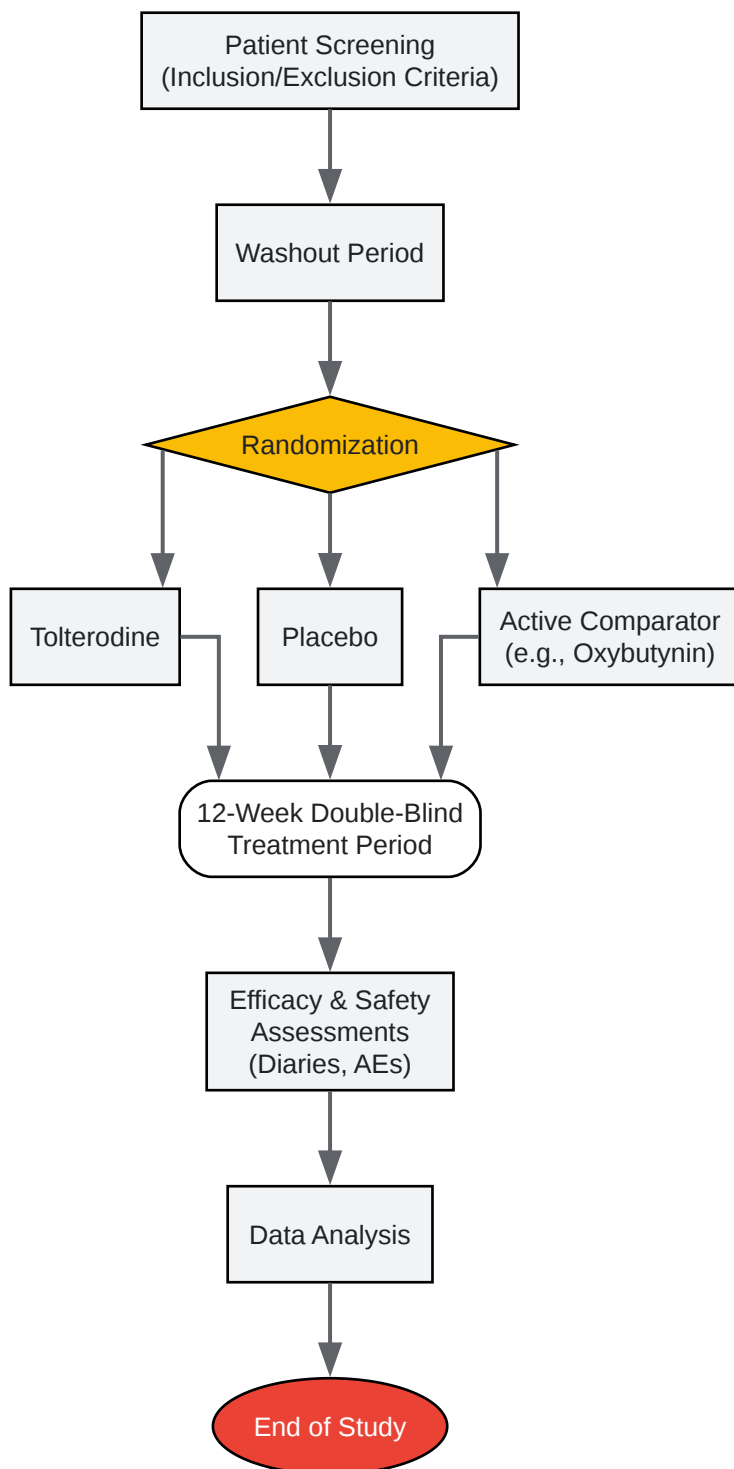 Patient Screening
(Inclusion/Exclusion Criteria)
Washout Period
Randomization
Tolterodine
Placebo
Active Comparator
(e.g., Oxybutynin)
12-Week Double-Blind
Treatment Period
Efficacy & Safety
Assessments
(Diaries, AEs)
Data Analysis
End of Study